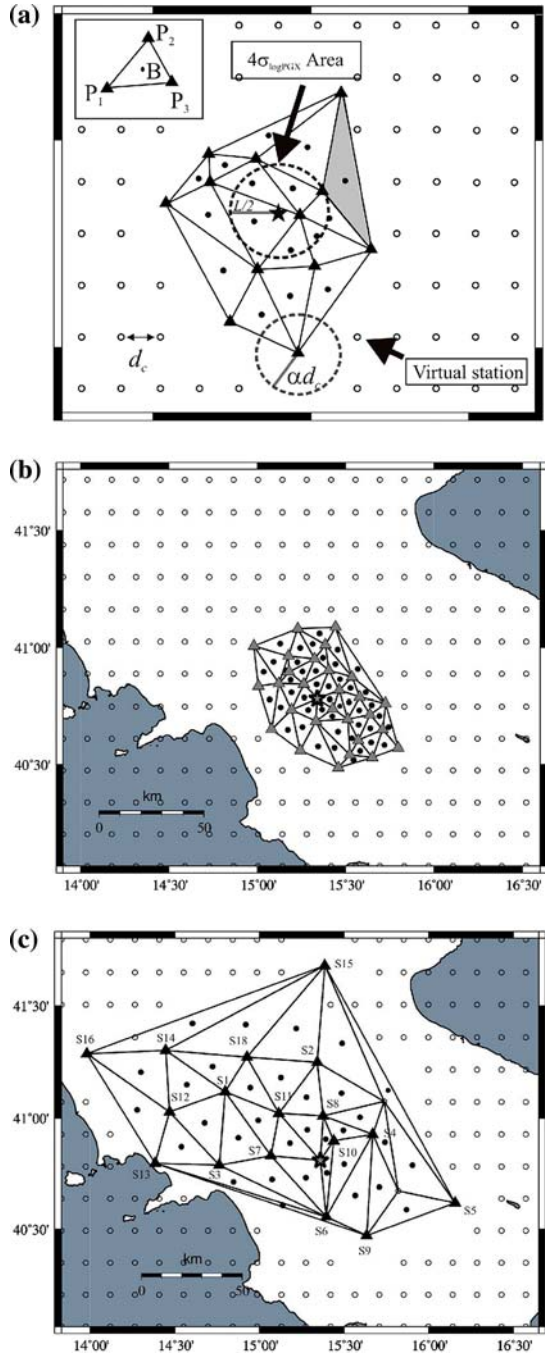 (a)
P₂
B
P₁
P₃
4σlogPGX Area
L/2
dc
αdc
Virtual station
(b)
41°30'
41°00'
40°30'
km
0 50
14°00' 14°30' 15°00' 15°30' 16°00' 16°30'
(c)
S15
41°30'
S16 S14 S18 S2
S1
S12 S11 S8
41°00'
S4
S7 S10
S13 S3
S5
S6
40°30'
S9
km
0 50
14°00' 14°30' 15°00' 15°30' 16°00' 16°30'